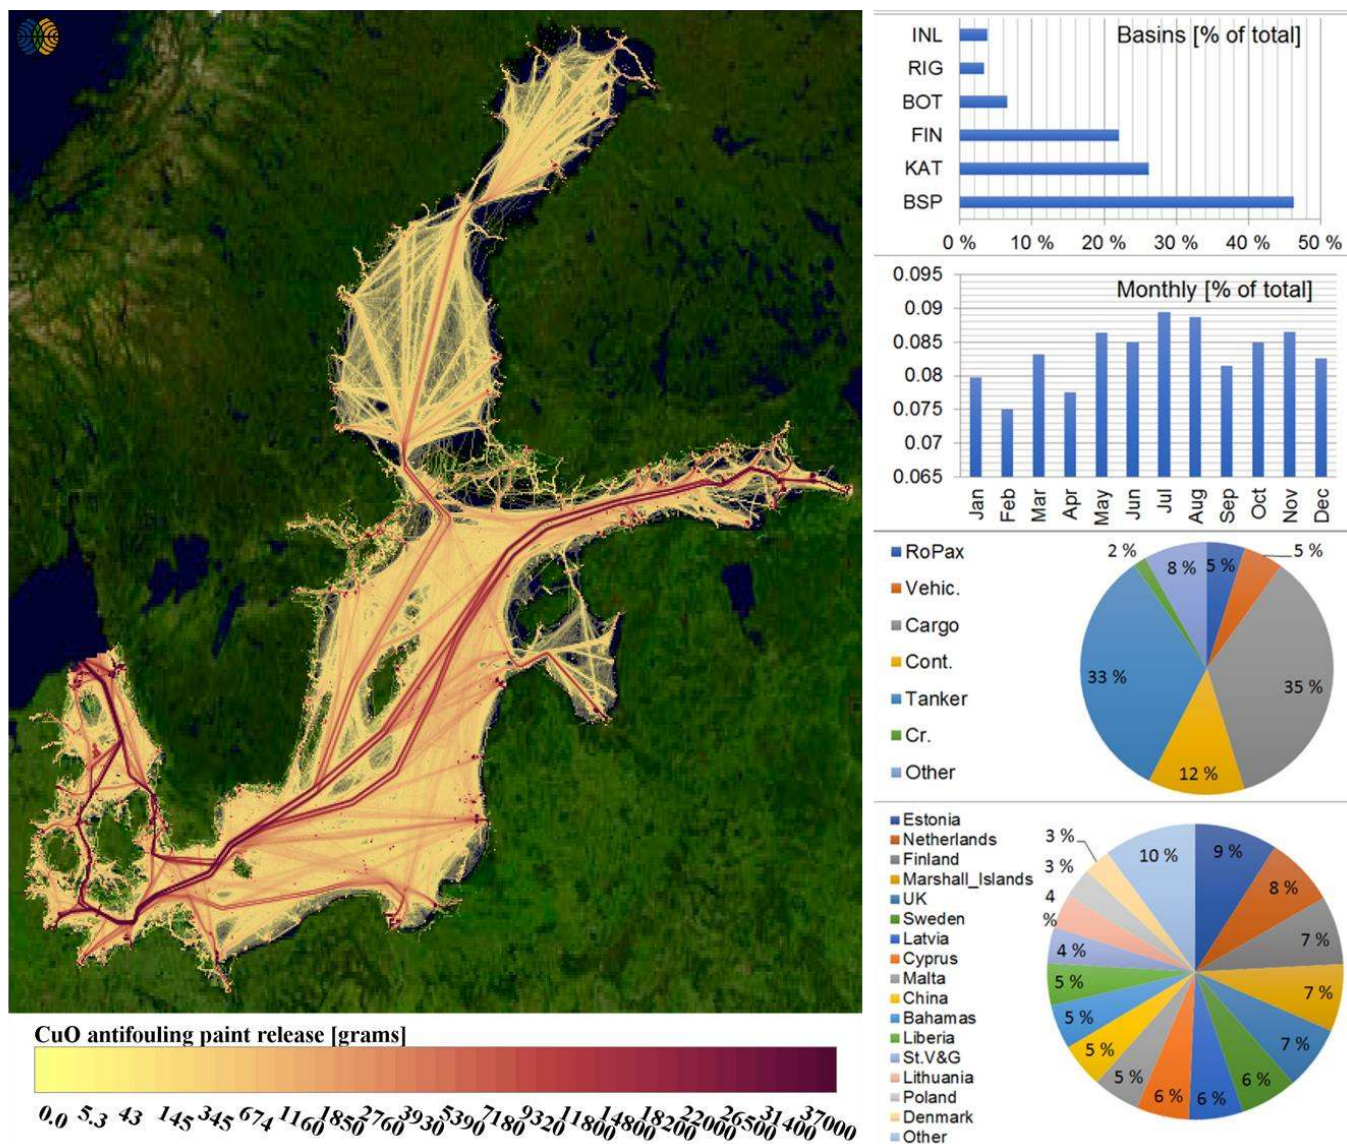 Basins [% of total]
INL
RIG
BOT
FIN
KAT
BSP
0 %
10 %
20 %
30 %
40 %
50 %
Monthly [% of total]
0.095
0.09
0.085
0.08
0.075
0.07
0.065
Jan
Feb
Mar
Apr
May
Jun
Jul
Aug
Sep
Oct
Nov
Dec
RoPax
Vehic.
Cargo
Cont.
Tanker
Cr.
Other
2 %
8 %
5 %
5 %
33 %
35 %
12 %
Estonia
Netherlands
Finland
Marshall_Islands
UK
Sweden
Latvia
Cyprus
Malta
China
Bahamas
Liberia
St.V&G
Lithuania
Poland
Denmark
Other
3 %
3 %
4
%
4 %
5 %
5 %
5 %
5 %
6 %
6 %
6 %
7 %
7 %
7 %
8 %
9 %
10 %
CuO antifouling paint release [grams]
0.0
5.3
43
145
345
674
1160
1850
2760
3930
5390
7180
9320
11800
14800
18200
22000
26500
31400
37000